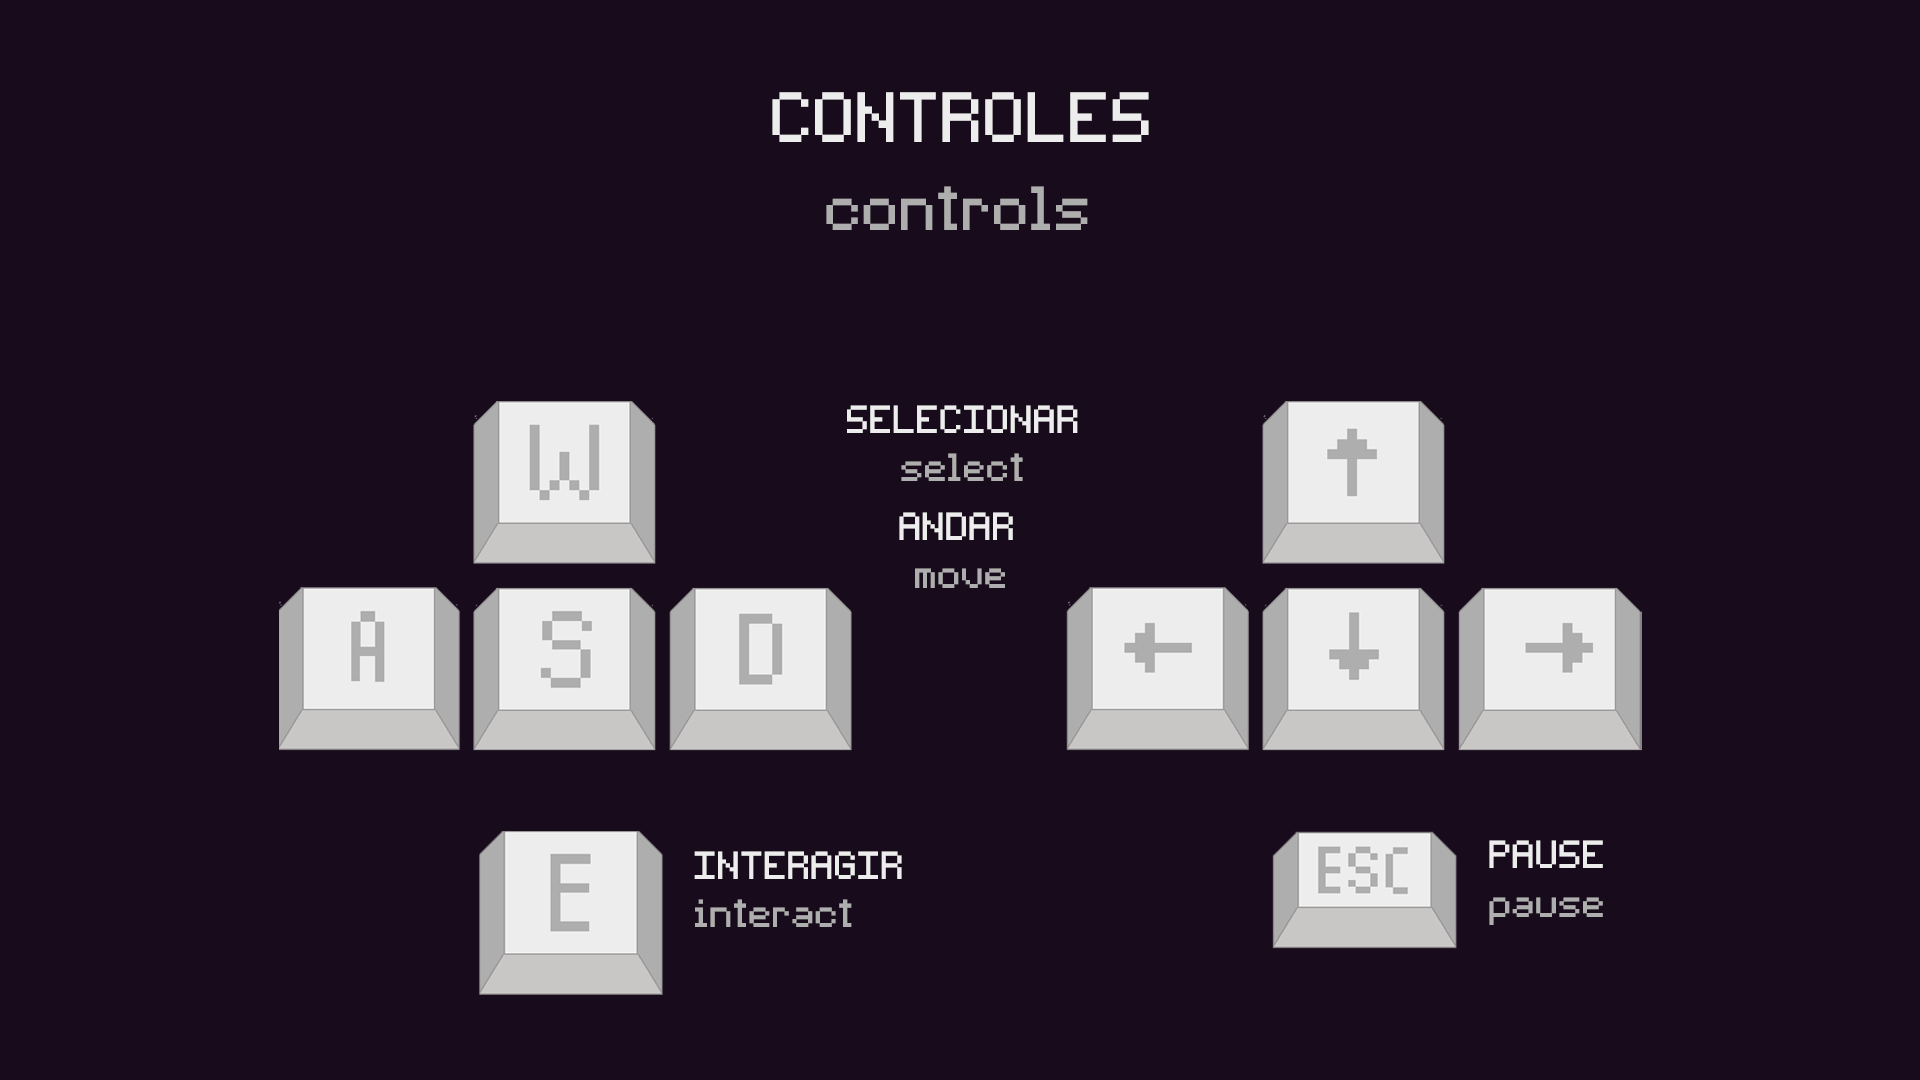 CONTROLES
controls
W
SELECIONAR
select
ANDAR
move
↑
A S D
← ↓ →
E
INTERAGIR
interact
ESC
PAUSE
pause